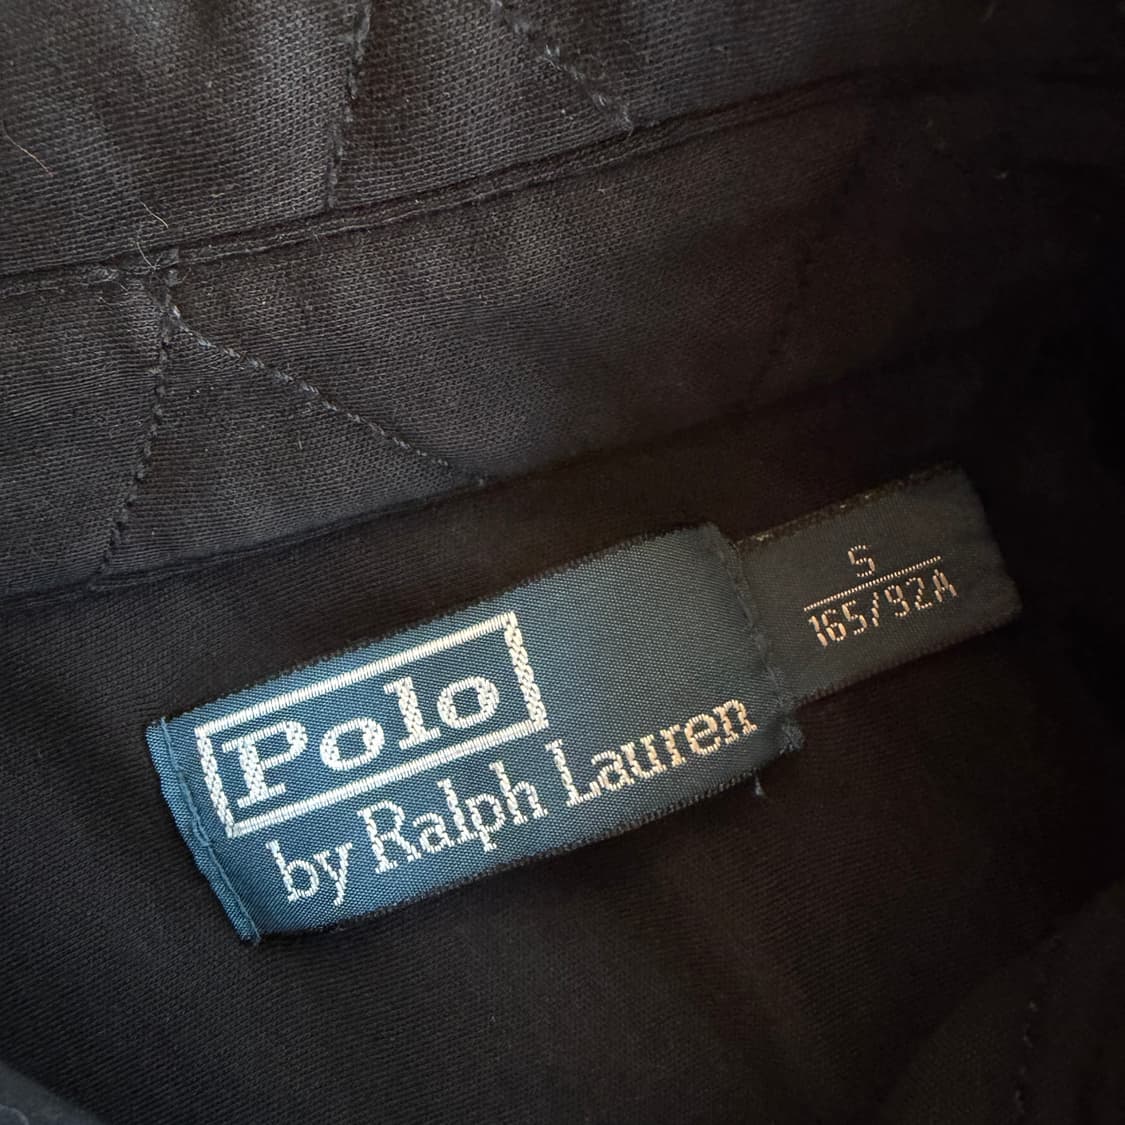 Polo
by Ralph Lauren
S
165/92A